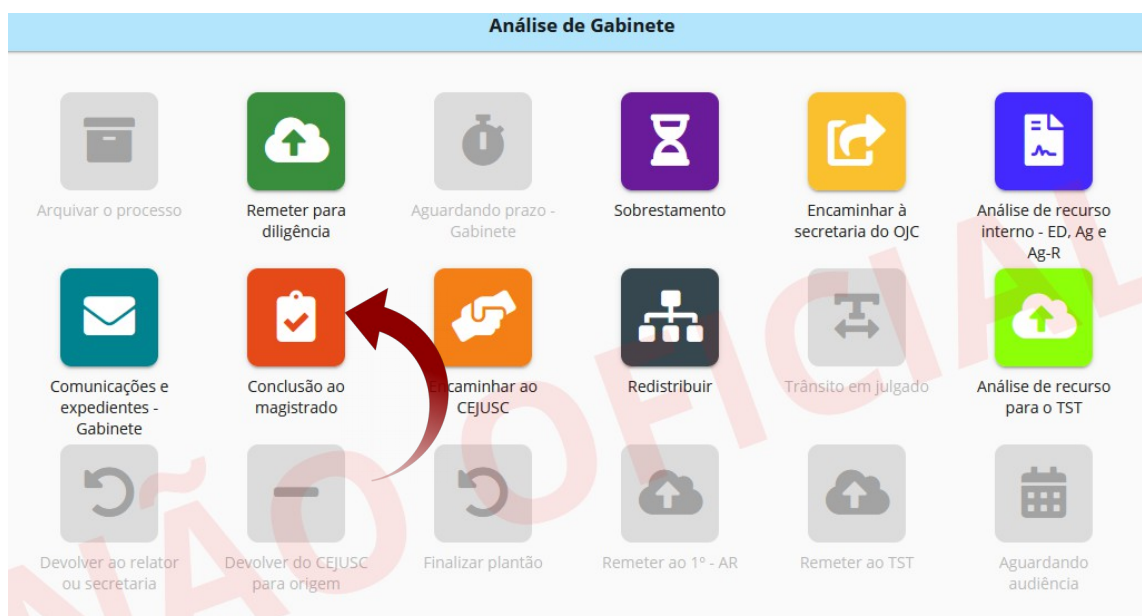 Análise de Gabinete
Arquivar o processo
Remeter para
diligência
Aguardando prazo -
Gabinete
Sobrestamento
Encaminhar à
secretaria do OJC
Análise de recurso
interno - ED, Ag e
Ag-R
Comunicações e
expedientes -
Gabinete
Conclusão ao
magistrado
Encaminhar ao
CEJUSC
Redistribuir
Trânsito em julgado
Análise de recurso
para o TST
Devolver ao relator
ou secretaria
Devolver do CEJUSC
para origem
Finalizar plantão
Remeter ao 1º - AR
Remeter ao TST
Aguardando
audiência
NÃO OFICIAL